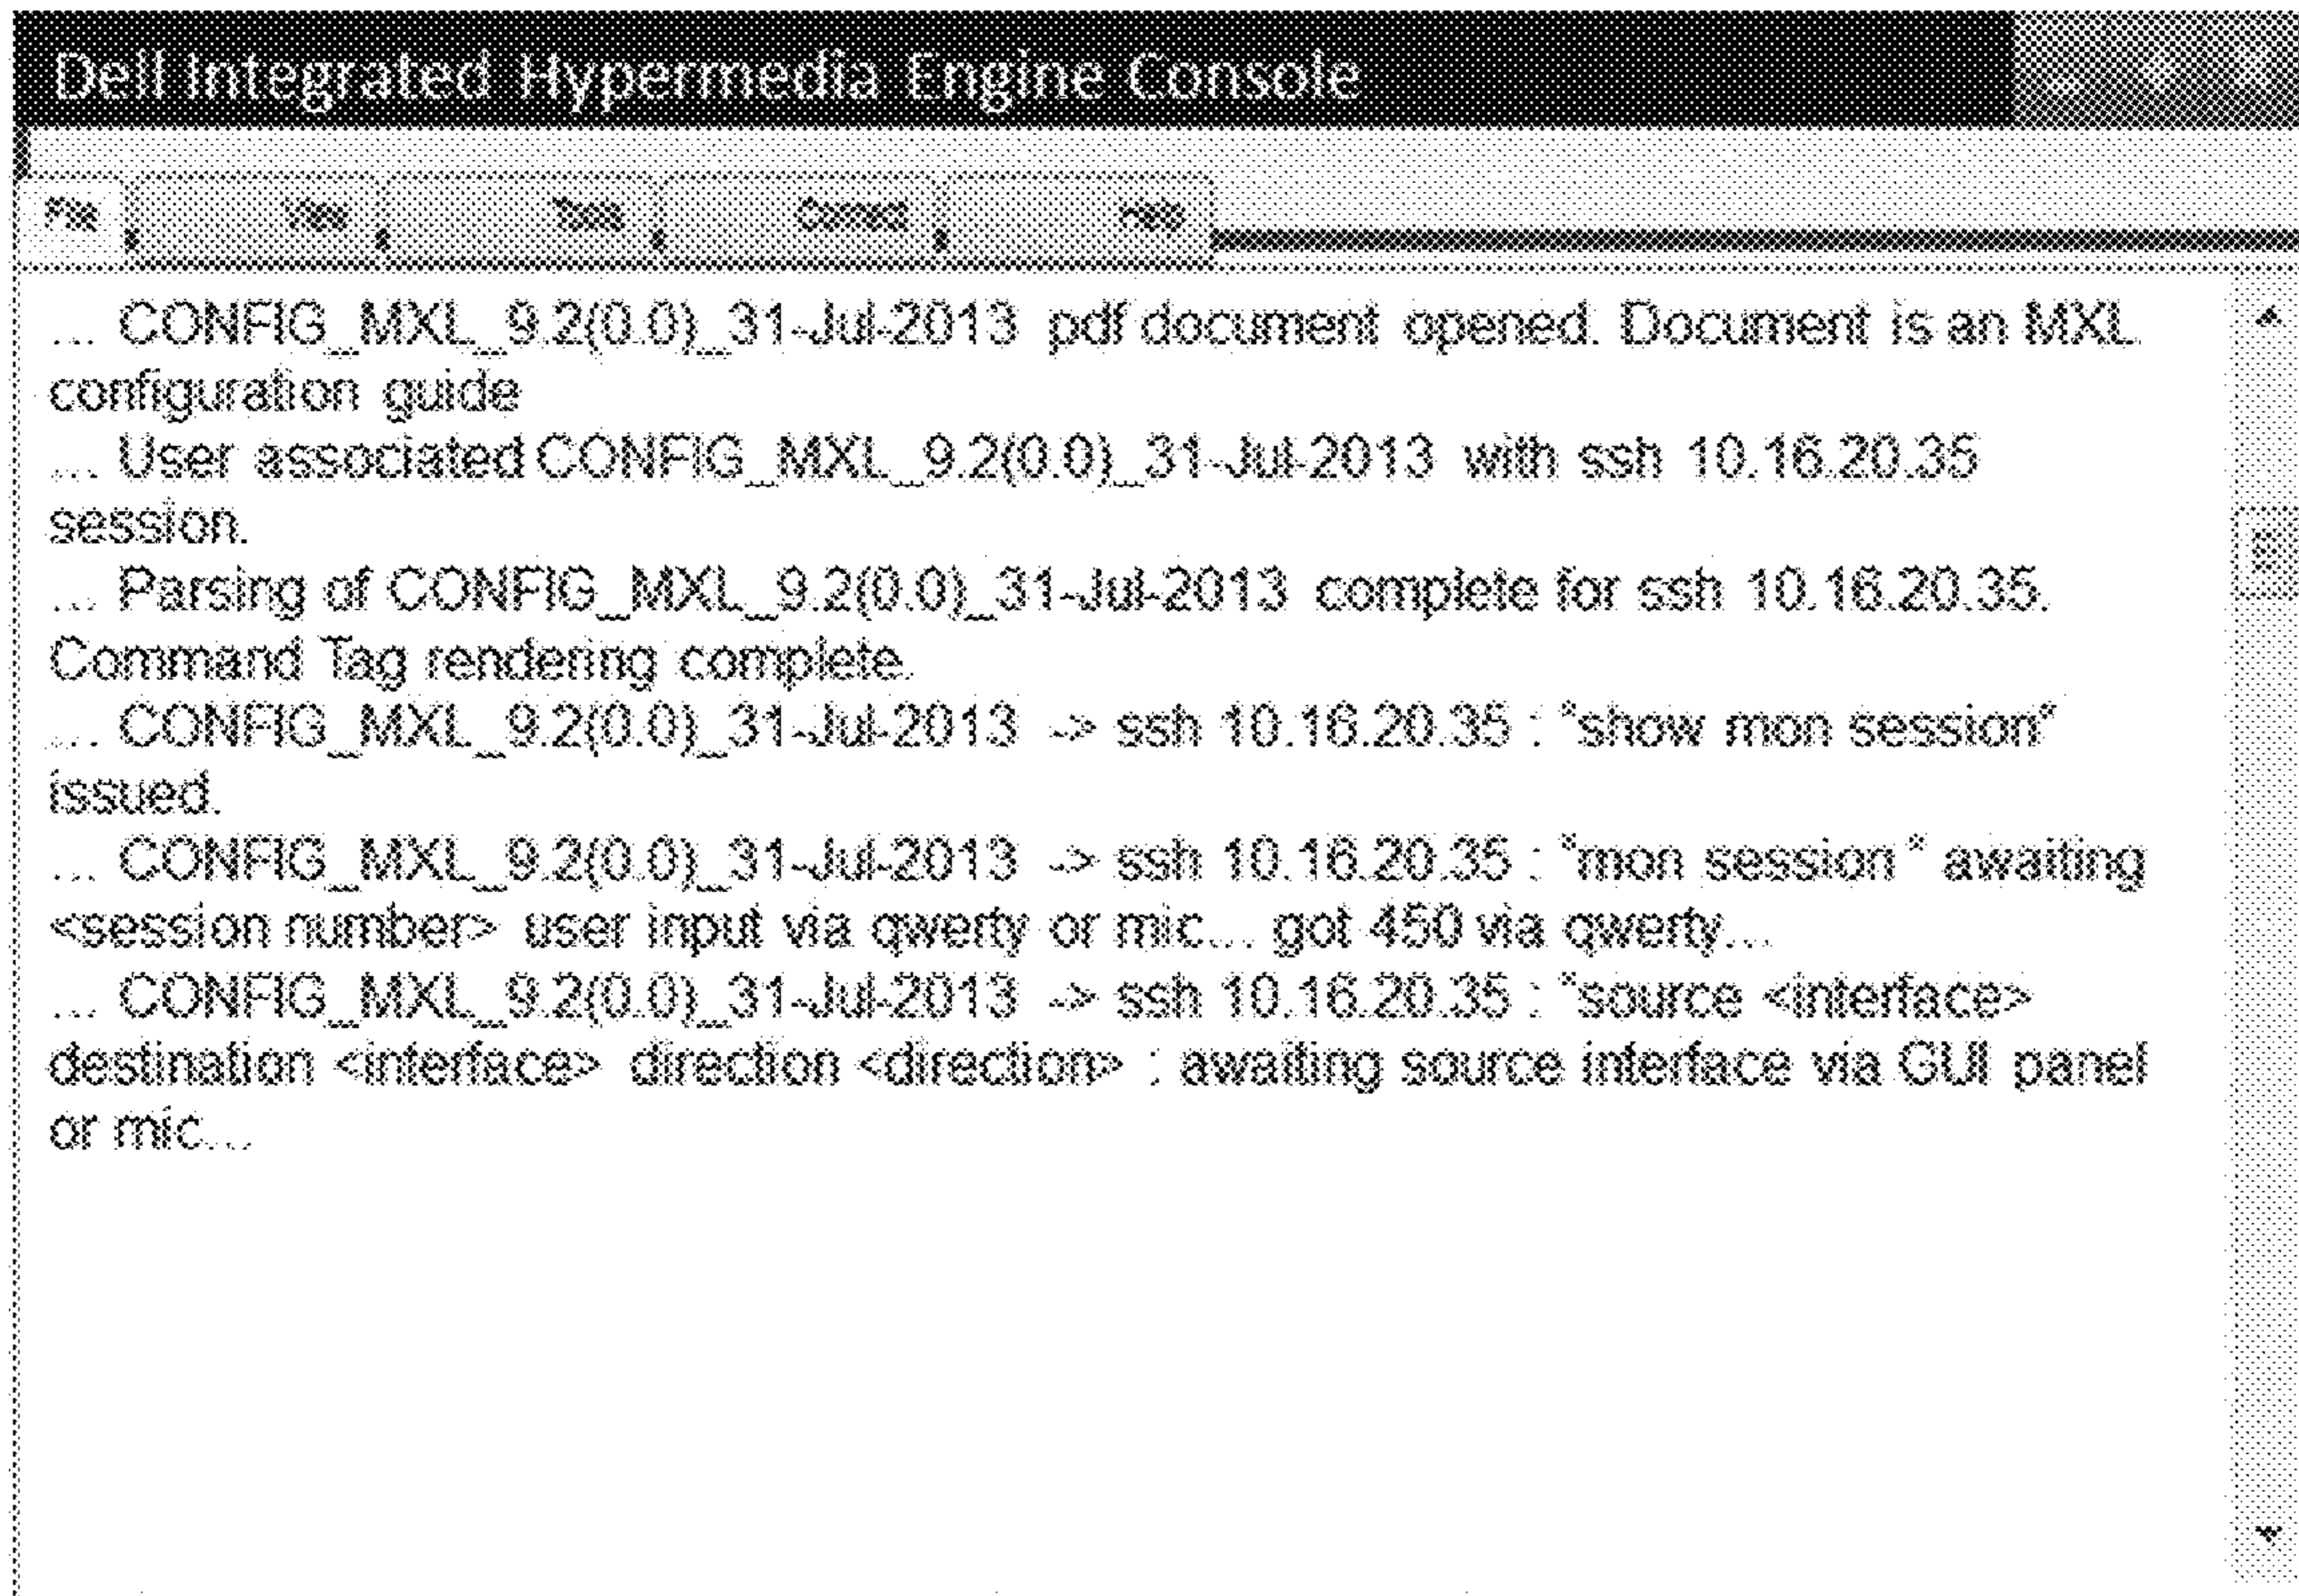 Dell Integrated Hypermedia Engine Console
File View Tools Connect Help
... CONFIG_MXL_9.2(0.0)_31-Jul-2013 pdf document opened. Document is an MXL
configuration guide
... User associated CONFIG_MXL_9.2(0.0)_31-Jul-2013 with ssh 10.16.20.35
session.
... Parsing of CONFIG_MXL_9.2(0.0)_31-Jul-2013 complete for ssh 10.16.20.35.
Command Tag rendering complete.
... CONFIG_MXL_9.2(0.0)_31-Jul-2013 -> ssh 10.16.20.35 : "show mon session"
issued.
... CONFIG_MXL_9.2(0.0)_31-Jul-2013 -> ssh 10.16.20.35 : "mon session " awaiting
<session number> user input via qwerty or mic... got 450 via qwerty...
... CONFIG_MXL_9.2(0.0)_31-Jul-2013 -> ssh 10.16.20.35 : "source <interface>
destination <interface> direction <direction> : awaiting source interface via GUI panel
or mic...